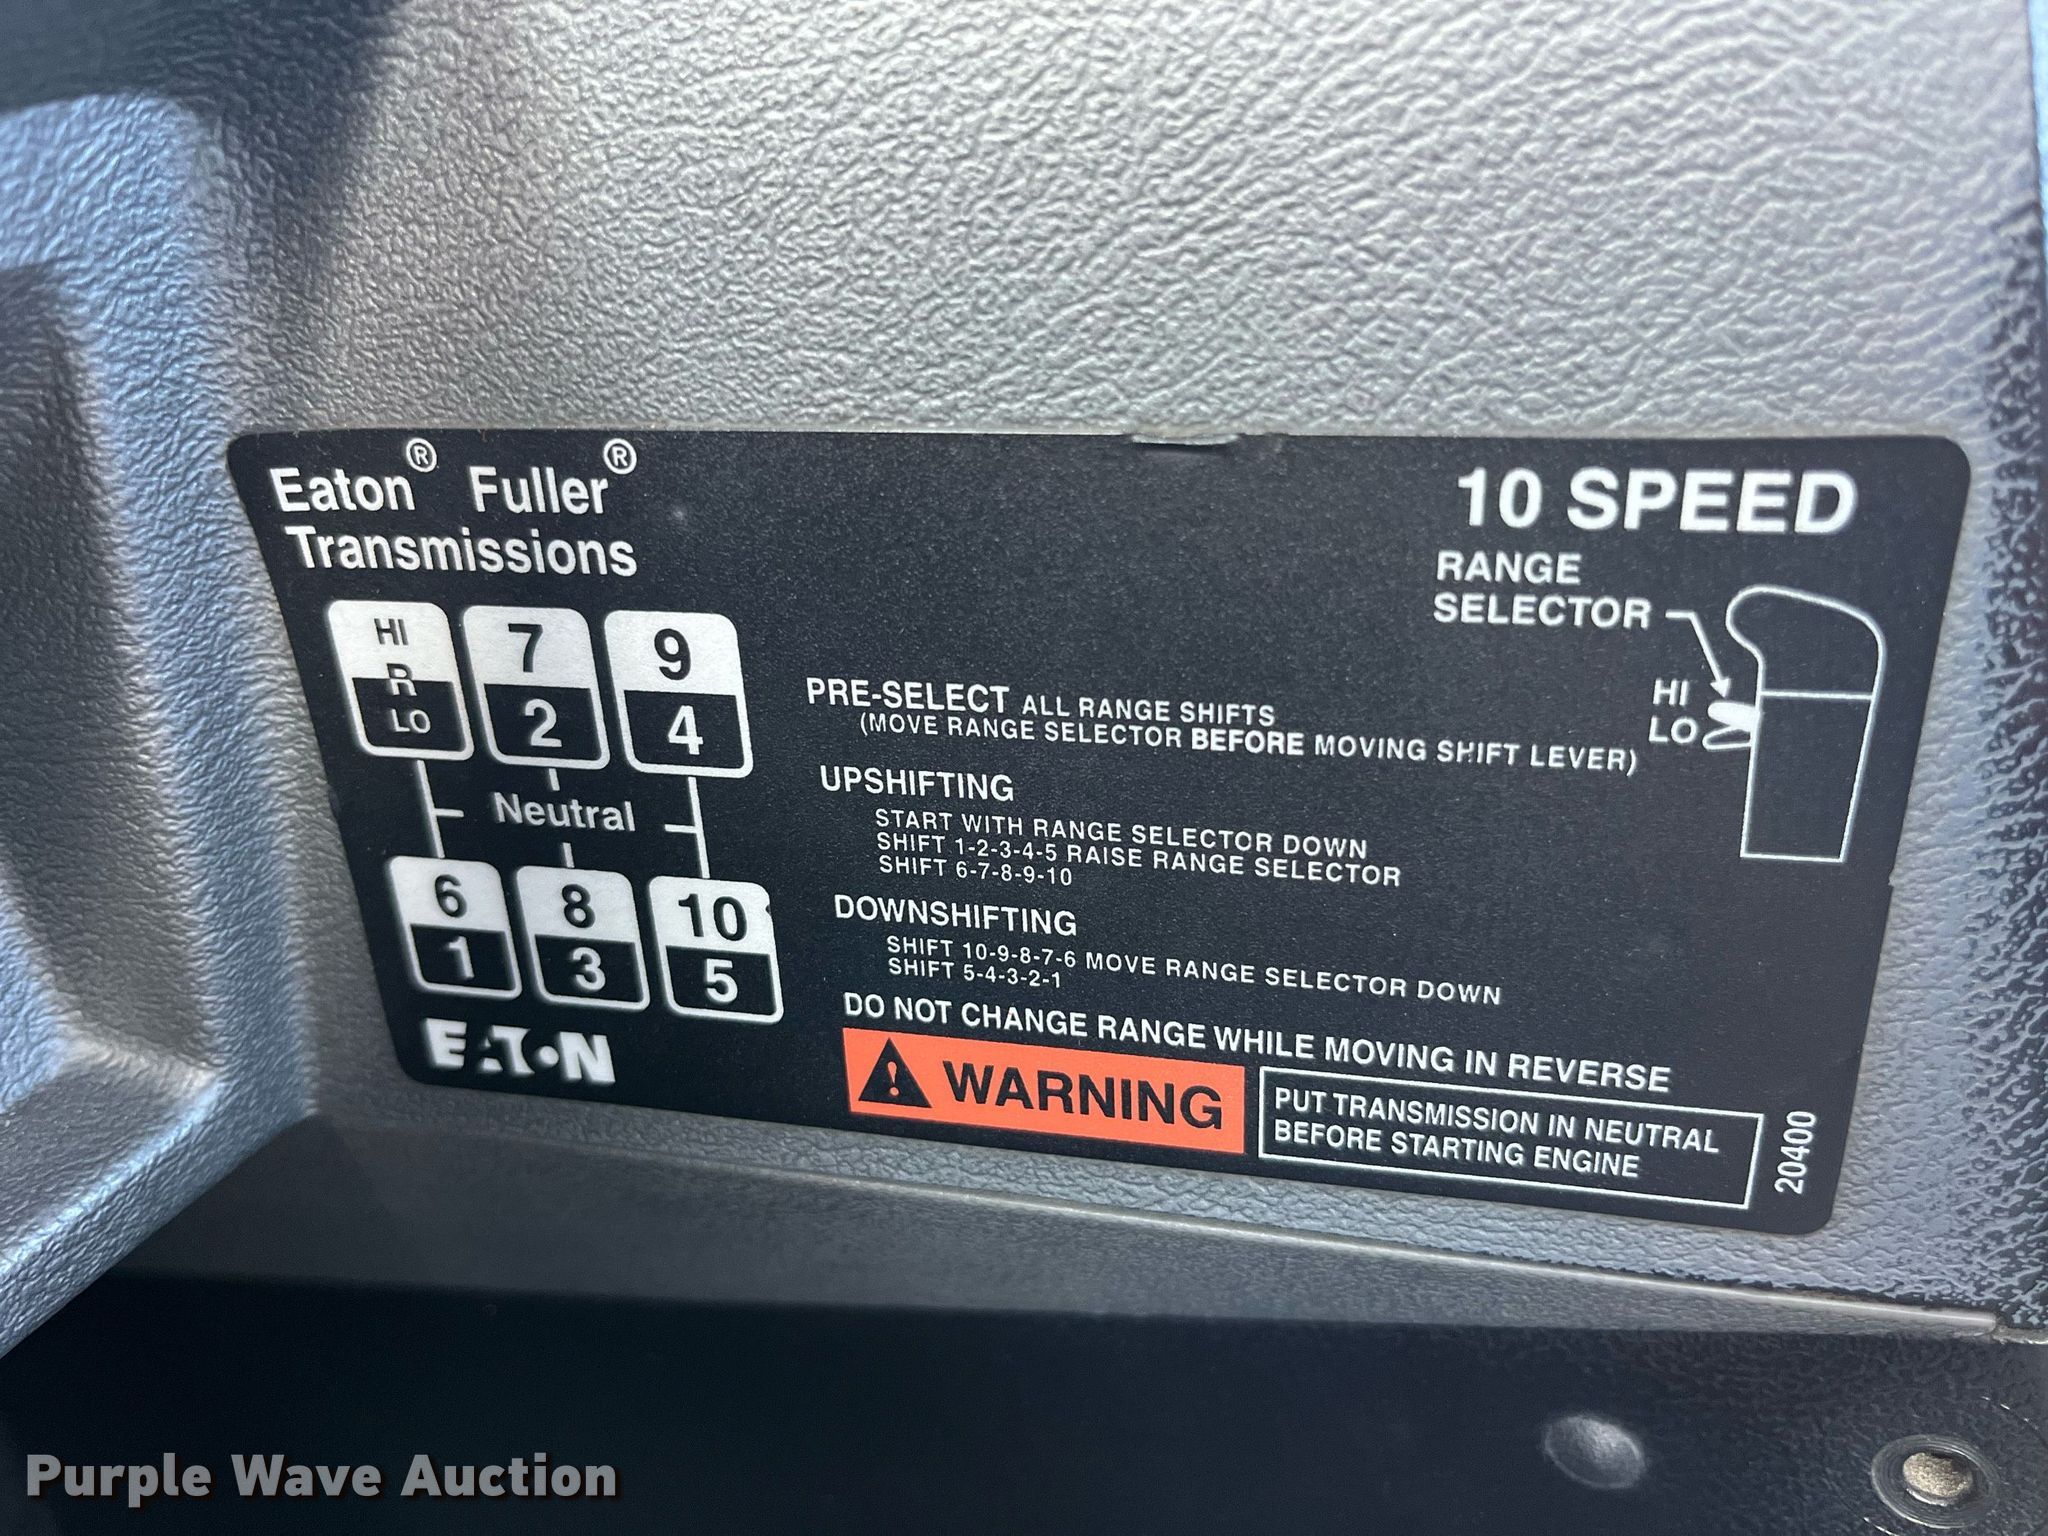 Eaton® Fuller®
Transmissions
HI
R
LO
7
2
9
4
Neutral
6
1
8
3
10
5
EATON
10 SPEED
RANGE
SELECTOR
HI
LO
PRE-SELECT ALL RANGE SHIFTS
(MOVE RANGE SELECTOR BEFORE MOVING SHIFT LEVER)
UPSHIFTING
START WITH RANGE SELECTOR DOWN
SHIFT 1-2-3-4-5 RAISE RANGE SELECTOR
SHIFT 6-7-8-9-10
DOWNSHIFTING
SHIFT 10-9-8-7-6 MOVE RANGE SELECTOR DOWN
SHIFT 5-4-3-2-1
DO NOT CHANGE RANGE WHILE MOVING IN REVERSE
WARNING
PUT TRANSMISSION IN NEUTRAL
BEFORE STARTING ENGINE
20400
Purple Wave Auction